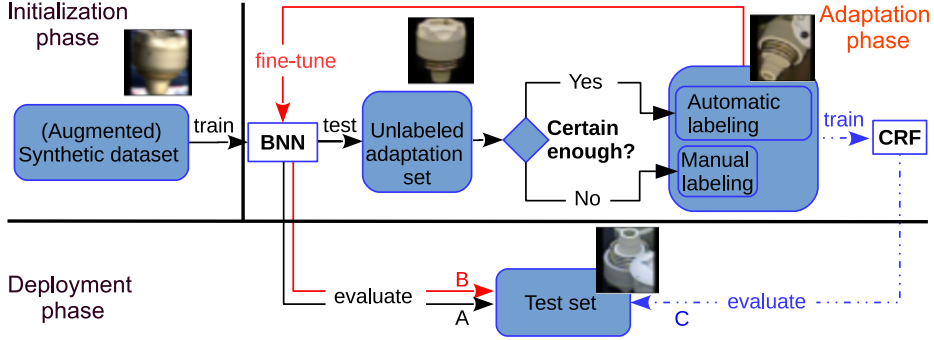 Initialization
phase
Adaptation
phase
fine-tune
(Augmented)
Synthetic dataset
train
BNN
test
Unlabeled
adaptation
set
Yes
Certain
enough?
No
Automatic
labeling
Manual
labeling
train
CRF
Deployment
phase
evaluate
B
A
Test set
C
evaluate